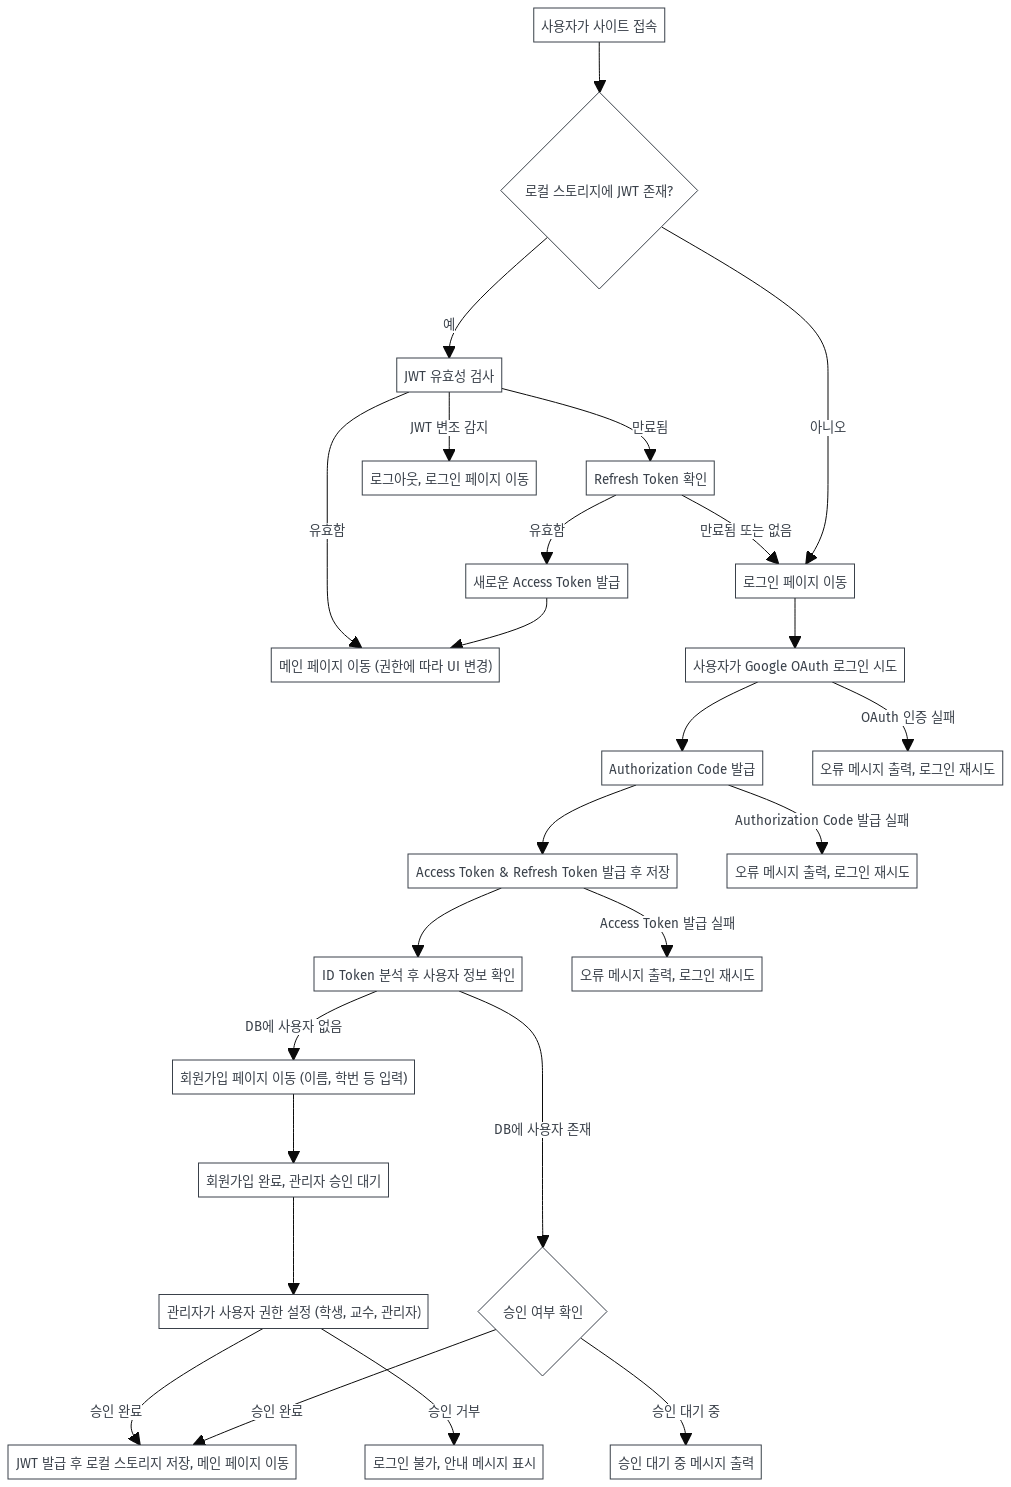 사용자가 사이트 접속
로컬 스토리지에 JWT 존재?
예
JWT 유효성 검사
JWT 변조 감지
만료됨
아니오
로그아웃, 로그인 페이지 이동
Refresh Token 확인
유효함
유효함
만료됨 또는 없음
새로운 Access Token 발급
로그인 페이지 이동
메인 페이지 이동 (권한에 따라 UI 변경)
사용자가 Google OAuth 로그인 시도
OAuth 인증 실패
Authorization Code 발급
오류 메시지 출력, 로그인 재시도
Authorization Code 발급 실패
Access Token & Refresh Token 발급 후 저장
오류 메시지 출력, 로그인 재시도
Access Token 발급 실패
ID Token 분석 후 사용자 정보 확인
오류 메시지 출력, 로그인 재시도
DB에 사용자 없음
회원가입 페이지 이동 (이름, 학번 등 입력)
DB에 사용자 존재
회원가입 완료, 관리자 승인 대기
관리자가 사용자 권한 설정 (학생, 교수, 관리자)
승인 여부 확인
승인 완료
승인 완료
승인 거부
승인 대기 중
JWT 발급 후 로컬 스토리지 저장, 메인 페이지 이동
로그인 불가, 안내 메시지 표시
승인 대기 중 메시지 출력